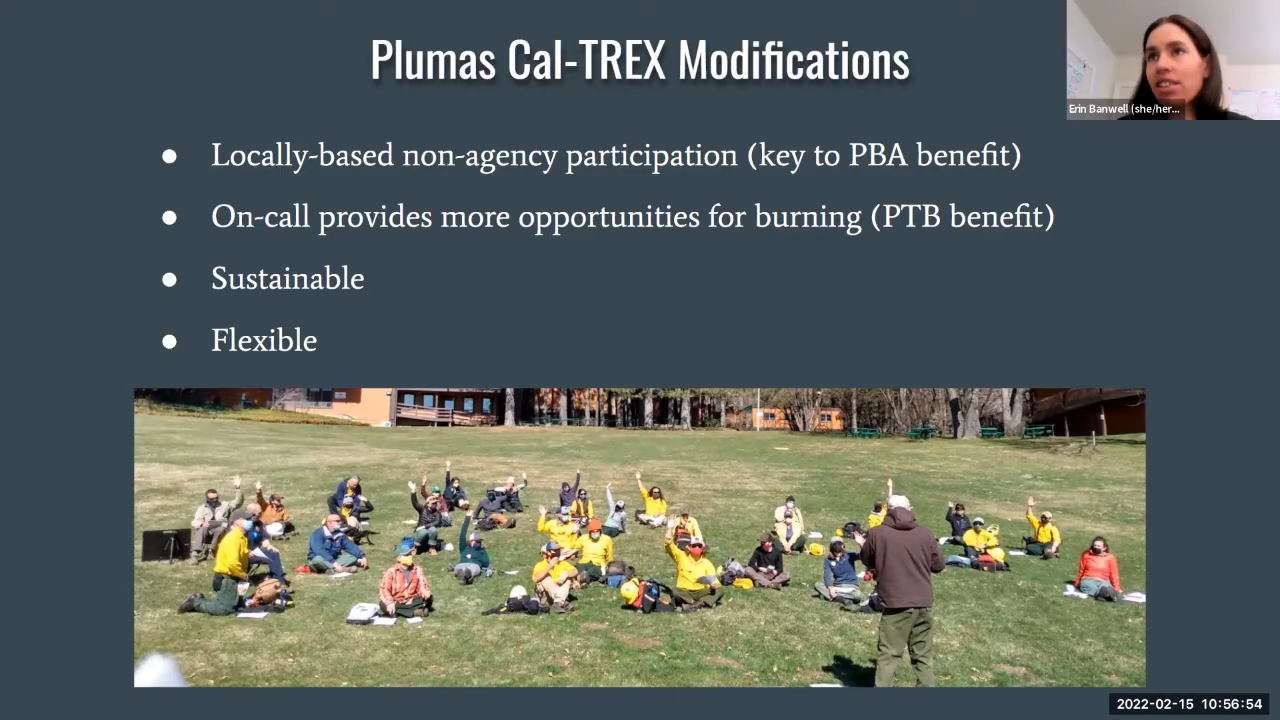 Plumas Cal-TREX Modifications
Erin Banwell (she/her...
● Locally-based non-agency participation (key to PBA benefit)
● On-call provides more opportunities for burning (PTB benefit)
● Sustainable
● Flexible
2022-02-15 10:56:54